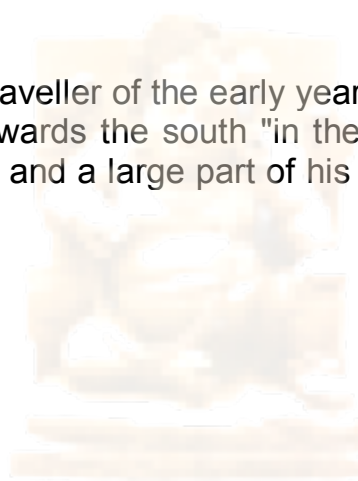 aveller of the early year
wards the south "in the
and a large part of his